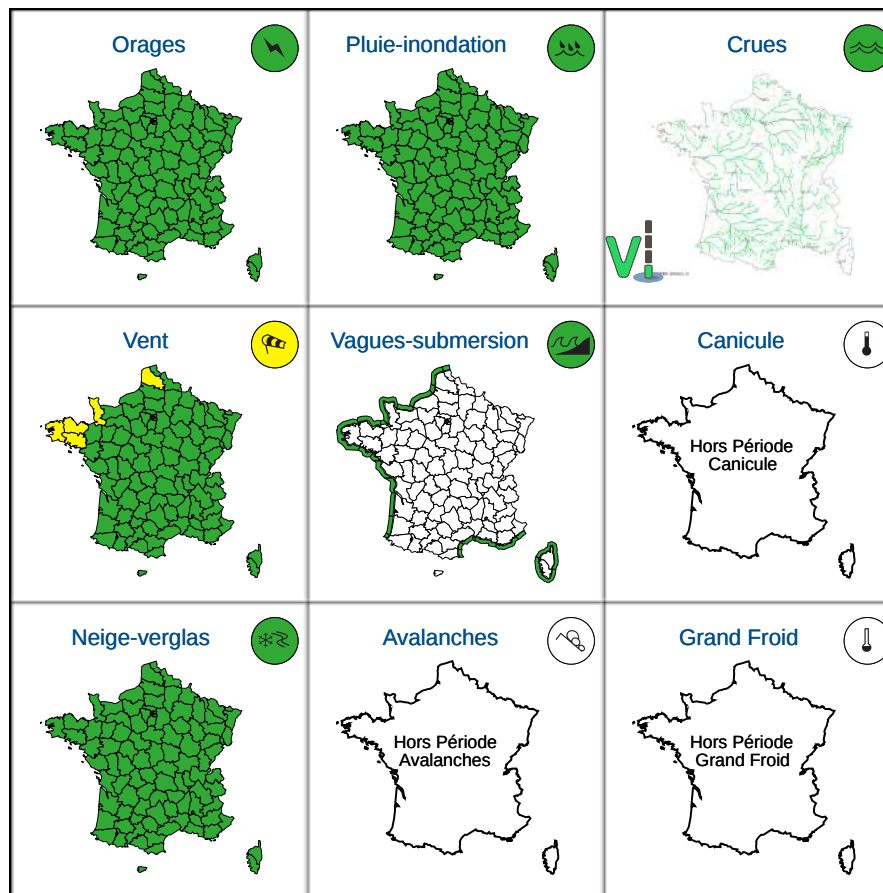 Orages
Pluie-inondation
Crues
Vent
Vagues-submersion
Canicule
Hors Période
Canicule
Neige-verglas
Avalanches
Grand Froid
Hors Période
Avalanches
Hors Période
Grand Froid